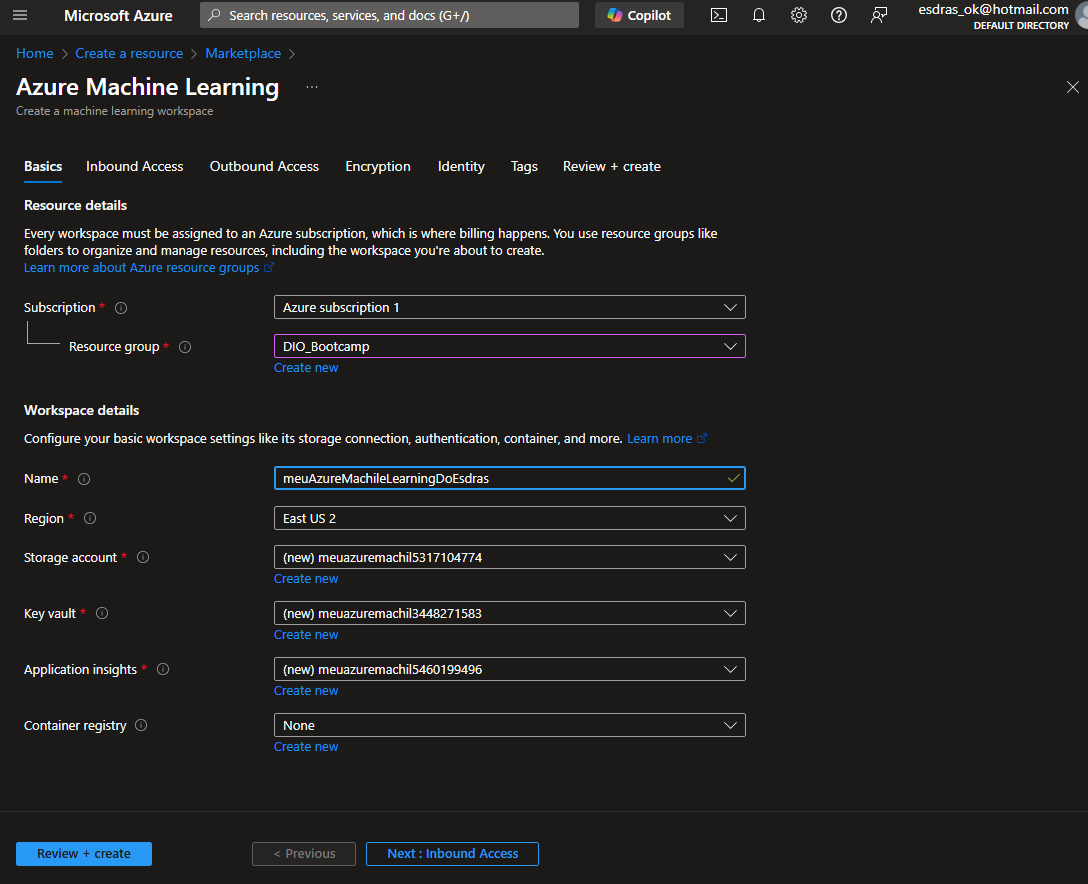 Microsoft Azure
Search resources, services, and docs (G+/)
Copilot
esdras_ok@hotmail.com
DEFAULT DIRECTORY
Home > Create a resource > Marketplace >
Azure Machine Learning ...
Create a machine learning workspace
Basics Inbound Access Outbound Access Encryption Identity Tags Review + create
Resource details
Every workspace must be assigned to an Azure subscription, which is where billing happens. You use resource groups like
folders to organize and manage resources, including the workspace you're about to create.
Learn more about Azure resource groups
Subscription * Azure subscription 1
Resource group * DIO_Bootcamp
Create new
Workspace details
Configure your basic workspace settings like its storage connection, authentication, container, and more. Learn more
Name * meuAzureMachileLearningDoEsdras
Region * East US 2
Storage account * (new) meuazuremachil5317104774
Create new
Key vault * (new) meuazuremachil3448271583
Create new
Application insights * (new) meuazuremachil5460199496
Create new
Container registry None
Create new
Review + create < Previous Next : Inbound Access